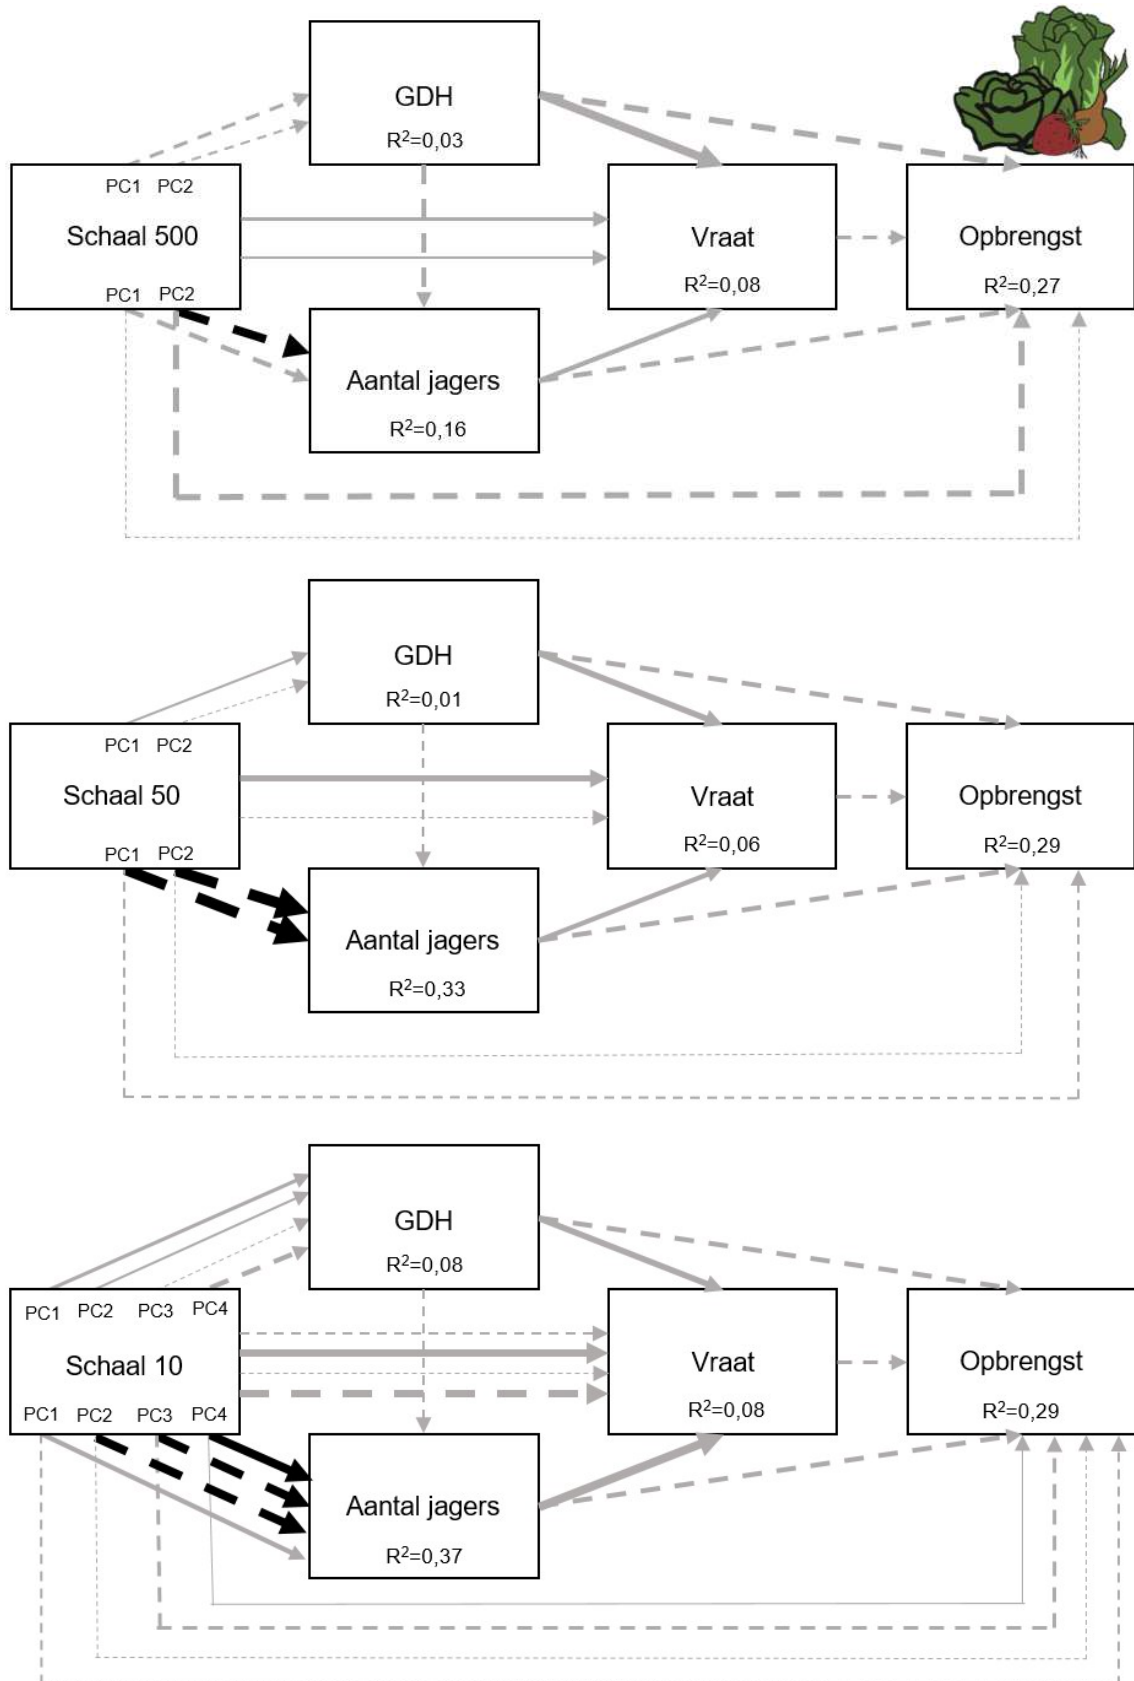 GDH
R²=0,03
PC1 PC2
Schaal 500
PC1 PC2
Vraat
R²=0,08
Opbrengst
R²=0,27
Aantal jagers
R²=0,16
GDH
R²=0,01
PC1 PC2
Schaal 50
PC1 PC2
Vraat
R²=0,06
Opbrengst
R²=0,29
Aantal jagers
R²=0,33
GDH
R²=0,08
PC1 PC2 PC3 PC4
Schaal 10
PC1 PC2 PC3 PC4
Vraat
R²=0,08
Opbrengst
R²=0,29
Aantal jagers
R²=0,37